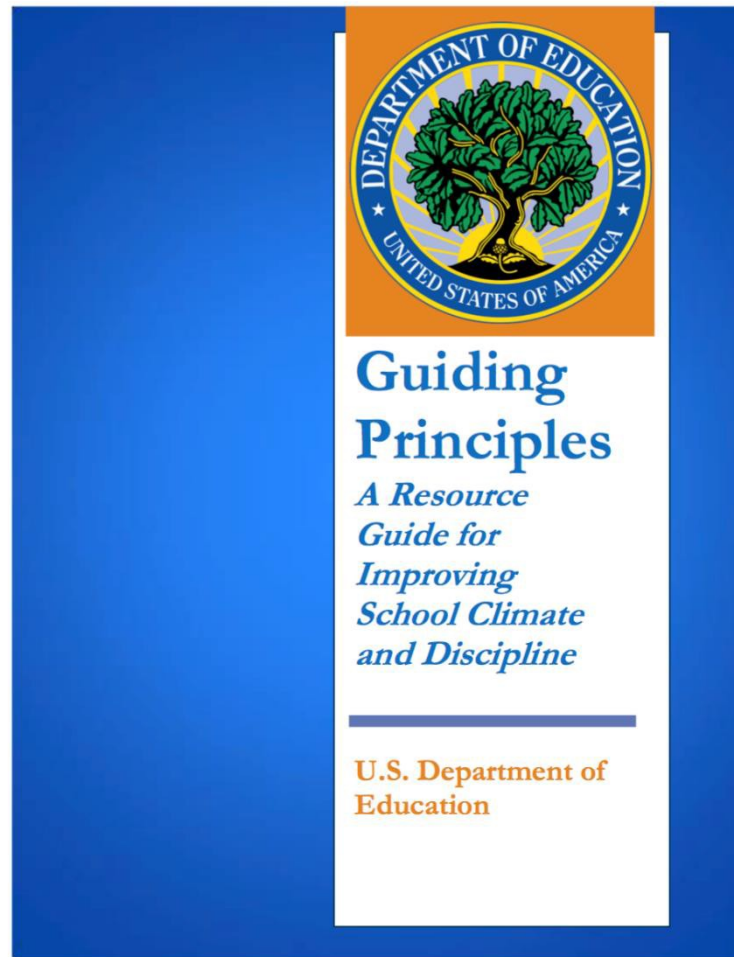 DEPARTMENT OF EDUCATION
UNITED STATES OF AMERICA
Guiding
Principles
A Resource
Guide for
Improving
School Climate
and Discipline
U.S. Department of
Education